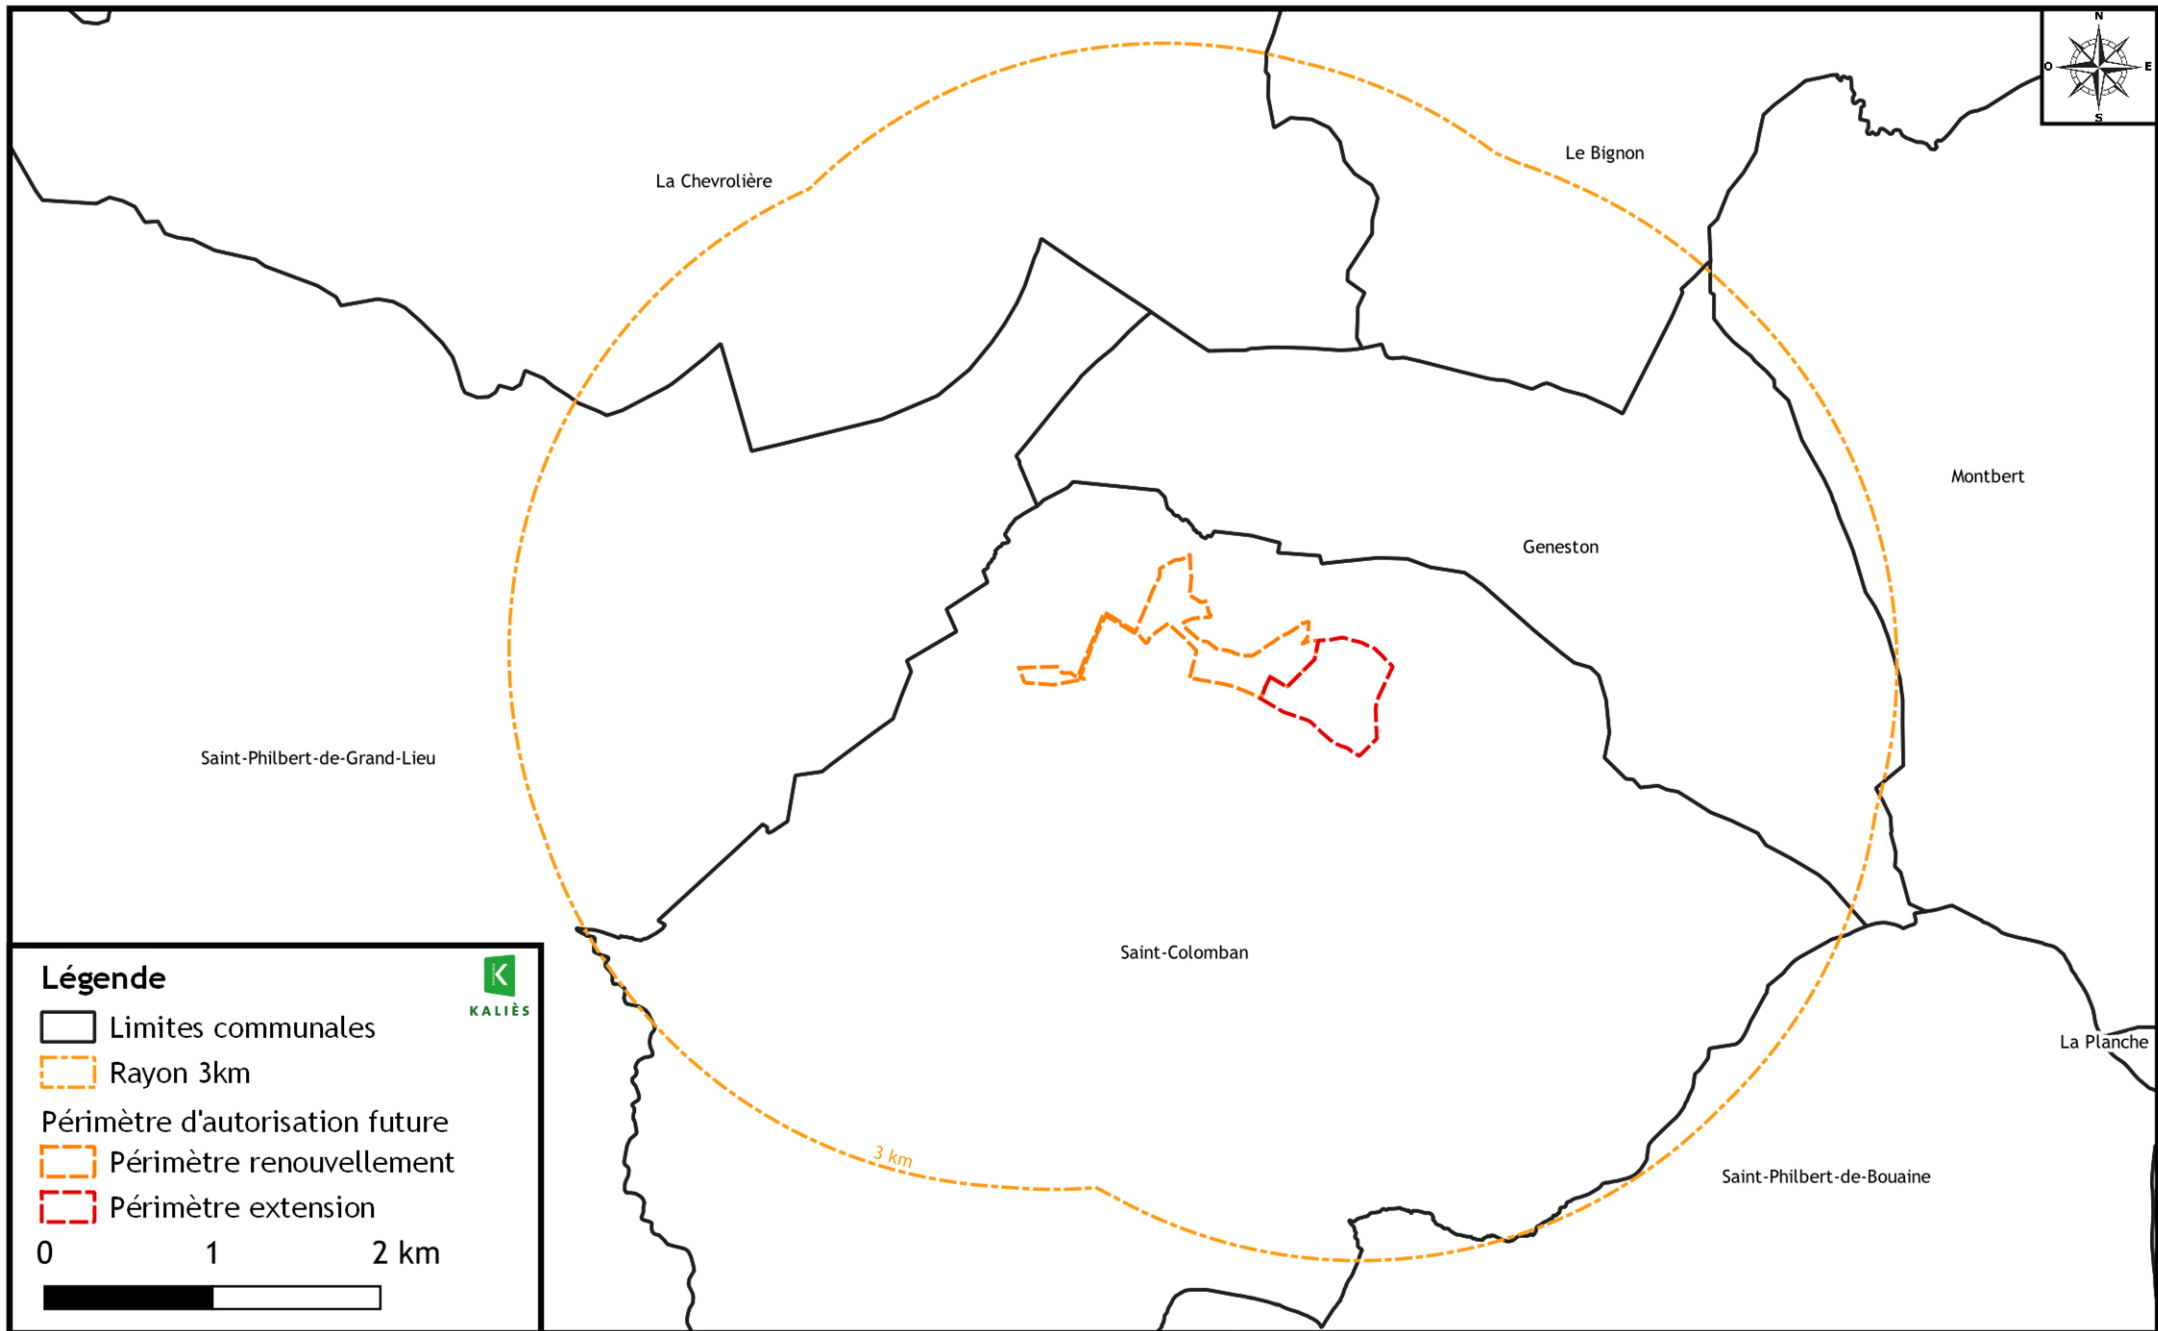 N
O E
S
Le Bignon
La Chevrolière
Montbert
Geneston
Saint-Philbert-de-Grand-Lieu
Saint-Colomban
La Planche
3 km
Saint-Philbert-de-Bouaine
Légende
KALIÈS
Limites communales
Rayon 3km
Périmètre d'autorisation future
Périmètre renouvellement
Périmètre extension
0 1 2 km